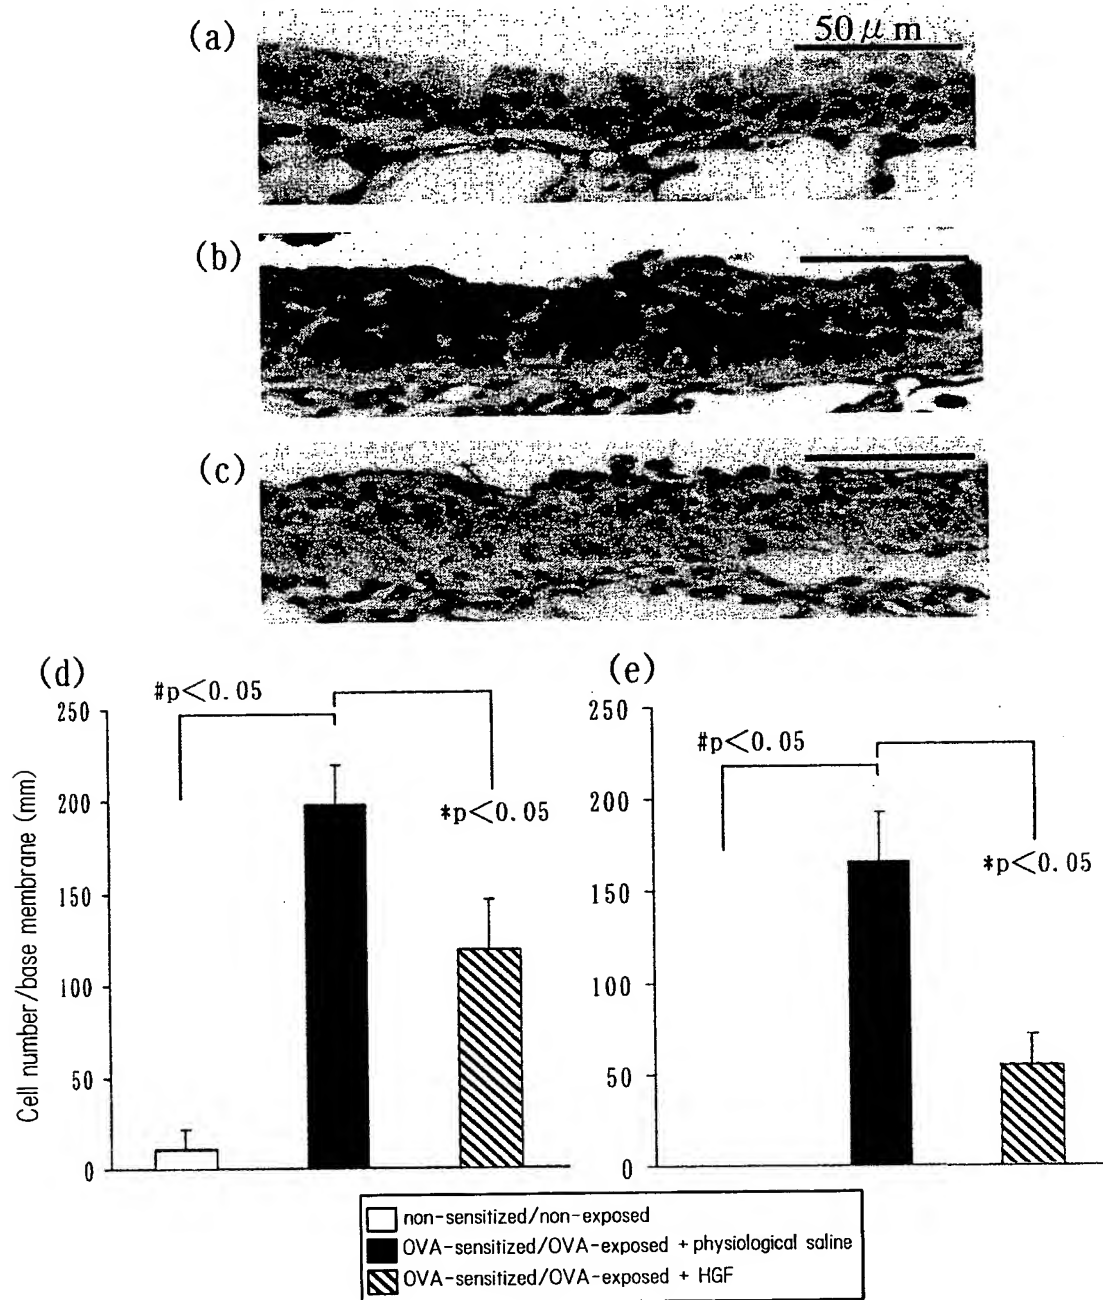 (a)
50 μm
(b)
(c)
(d)
#p<0.05
*p<0.05
250
200
150
100
50
0
Cell number/base membrane (mm)
(e)
#p<0.05
*p<0.05
250
200
150
100
50
0
non-sensitized/non-exposed
OVA-sensitized/OVA-exposed + physiological saline
OVA-sensitized/OVA-exposed + HGF